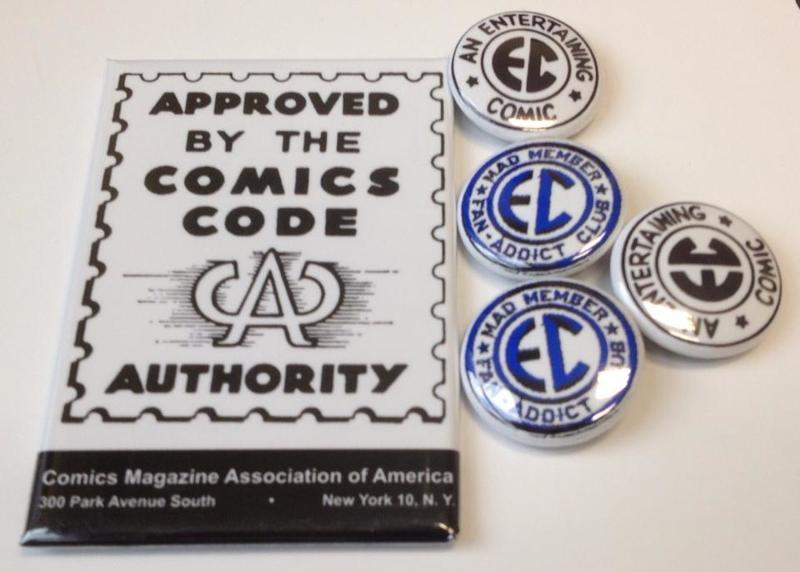 APPROVED
BY THE
COMICS
CODE
CA
AUTHORITY
Comics Magazine Association of America
300 Park Avenue South • New York 10, N. Y.
AN ENTERTAINING
EC
COMIC
MAD MEMBER
EC
FAN-ADDICT CLUB
AN ENTERTAINING
EC
COMIC
MAD MEMBER
EC
FAN-ADDICT CLUB